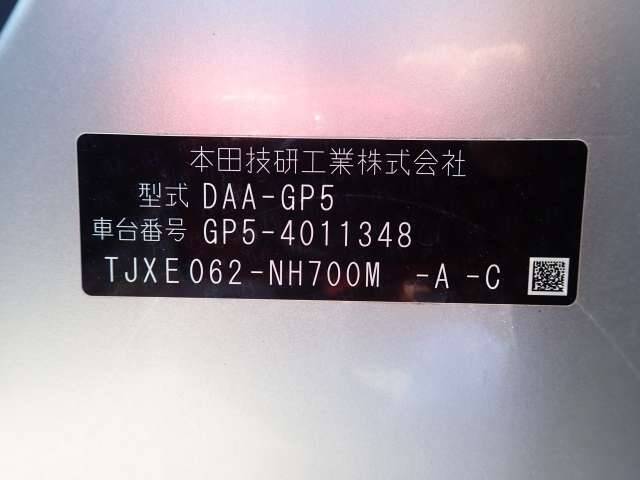 本田技研工業株式会社
型式 DAA-GP5
車台番号 GP5-4011348
TJXE062-NH700M -A-C